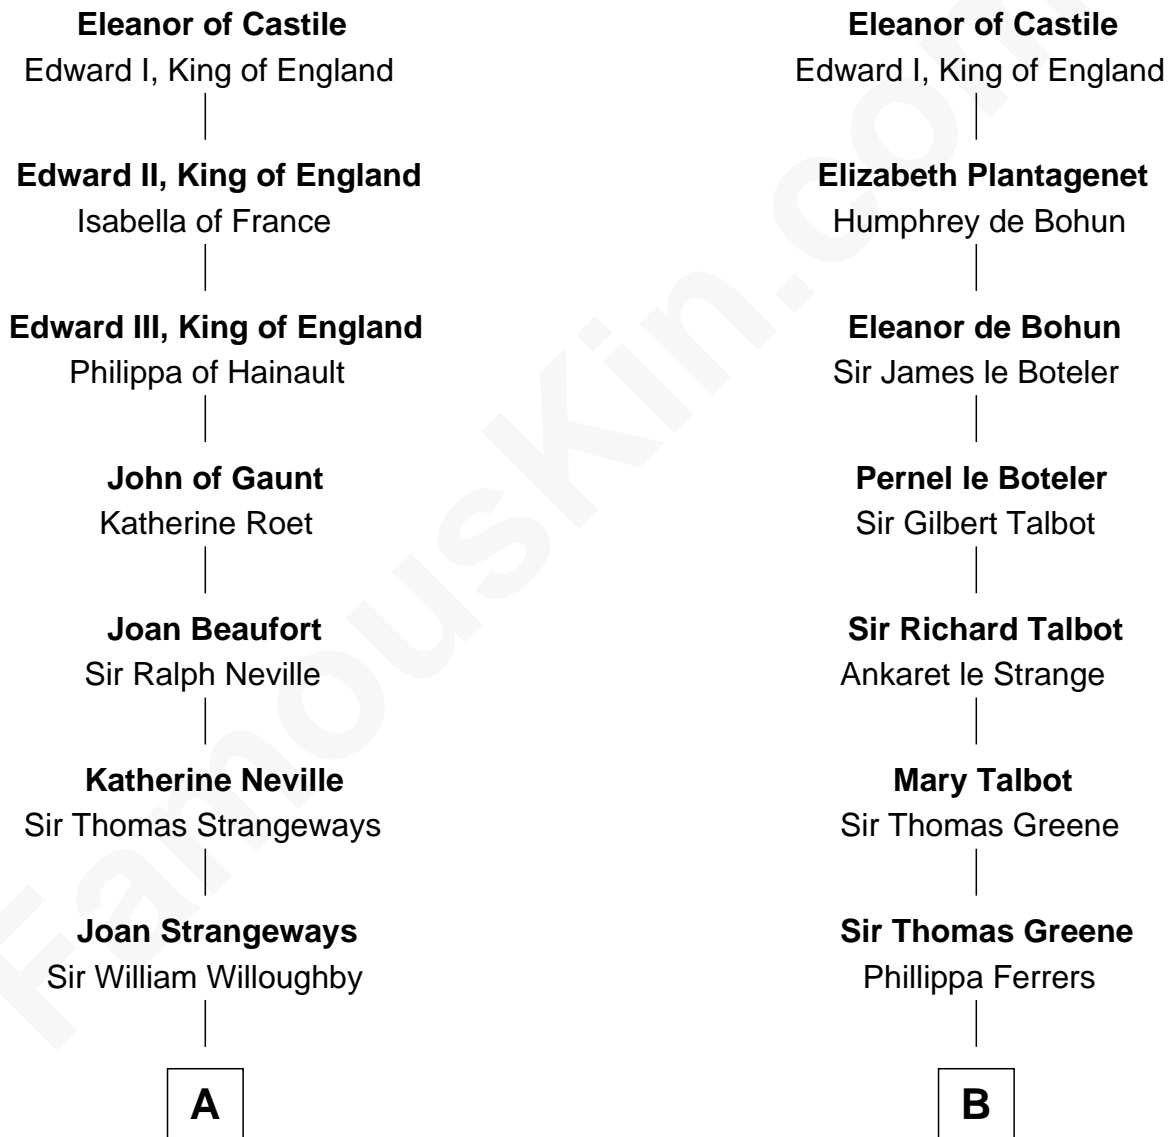 Eleanor of Castile
Edward I, King of England
Edward II, King of England
Isabella of France
Edward III, King of England
Philippa of Hainault
John of Gaunt
Katherine Roet
Joan Beaufort
Sir Ralph Neville
Katherine Neville
Sir Thomas Strangeways
Joan Strangeways
Sir William Willoughby
A
Eleanor of Castile
Edward I, King of England
Elizabeth Plantagenet
Humphrey de Bohun
Eleanor de Bohun
Sir James le Boteler
Pernel le Boteler
Sir Gilbert Talbot
Sir Richard Talbot
Ankaret le Strange
Mary Talbot
Sir Thomas Greene
Sir Thomas Greene
Phillippa Ferrers
B
FamousKin.com